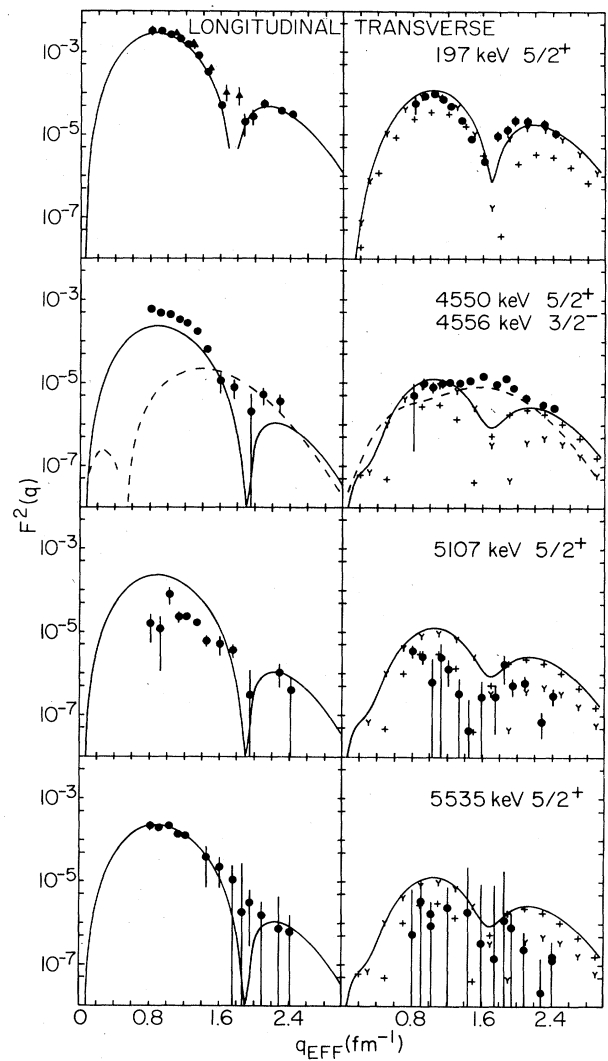 LONGITUDINAL TRANSVERSE
10⁻³
10⁻⁵
10⁻⁷
197 keV 5/2⁺
10⁻³
10⁻⁵
10⁻⁷
4550 keV 5/2⁺
4556 keV 3/2⁻
F²(q)
10⁻³
10⁻⁵
10⁻⁷
5107 keV 5/2⁺
10⁻³
10⁻⁵
10⁻⁷
5535 keV 5/2⁺
0 0.8 1.6 2.4 0.8 1.6 2.4
q_EFF (fm⁻¹)